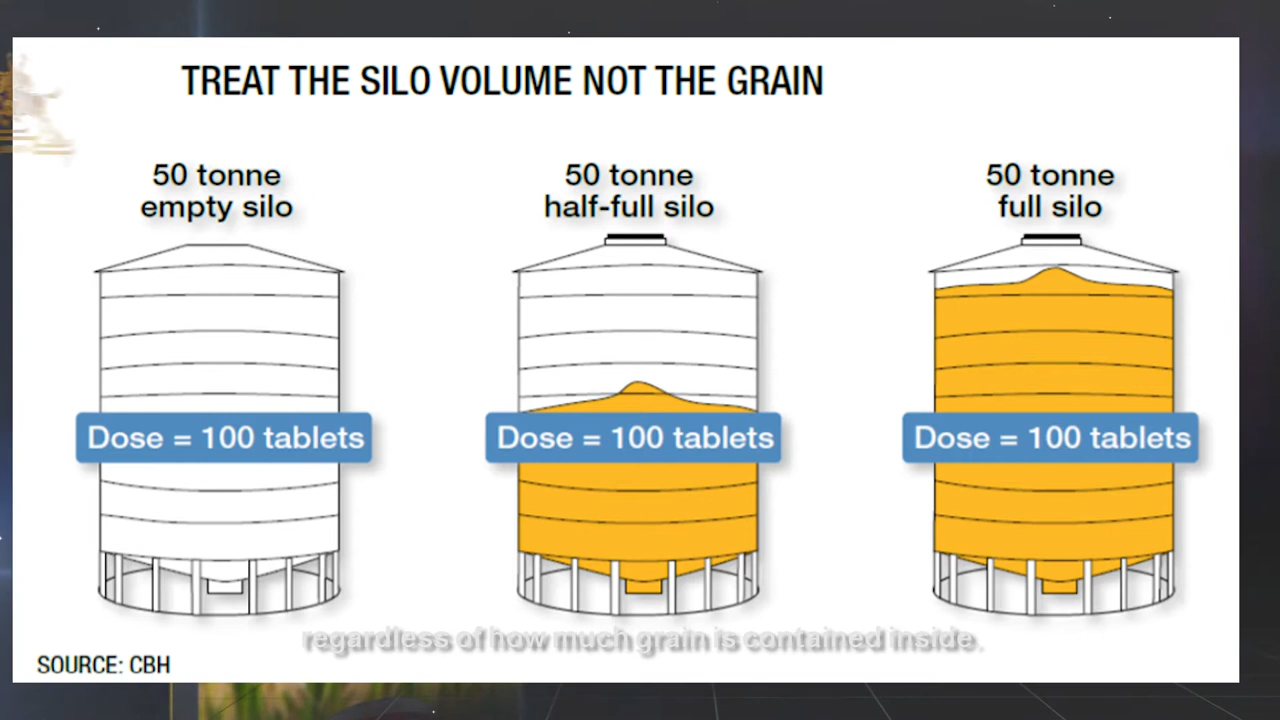 TREAT THE SILO VOLUME NOT THE GRAIN
50 tonne
empty silo
50 tonne
half-full silo
50 tonne
full silo
Dose = 100 tablets
Dose = 100 tablets
Dose = 100 tablets
regardless of how much grain is contained inside.
SOURCE: CBH